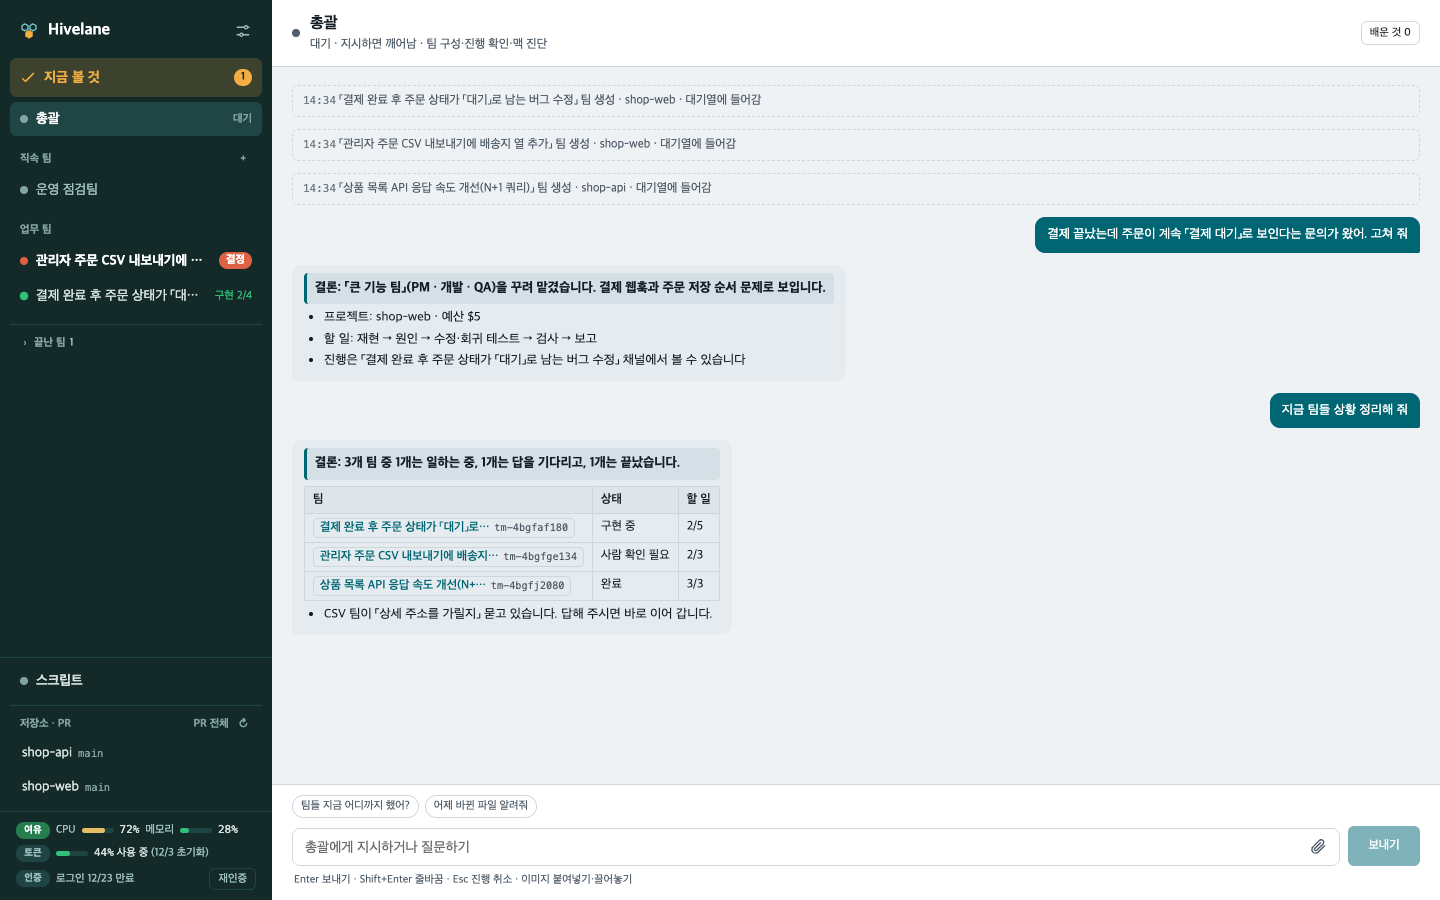 Hivelane
지금 볼 것 1
총괄 대기
직속 팀 +
운영 점검팀
업무 팀
관리자 주문 CSV 내보내기에 … 결정
결제 완료 후 주문 상태가 「대… 구현 2/4
› 끝난 팀 1
스크립트
저장소 · PR PR 전체 ↻
shop-api main
shop-web main
여유 CPU 72% 메모리 28%
토큰 44% 사용 중 (12/3 초기화)
인증 로그인 12/23 만료 재인증
총괄
대기 · 지시하면 깨어남 · 팀 구성·진행 확인·맥 진단
배운 것 0
14:34 「결제 완료 후 주문 상태가 「대기」로 남는 버그 수정」 팀 생성 · shop-web · 대기열에 들어감
14:34 「관리자 주문 CSV 내보내기에 배송지 열 추가」 팀 생성 · shop-web · 대기열에 들어감
14:34 「상품 목록 API 응답 속도 개선(N+1 쿼리)」 팀 생성 · shop-api · 대기열에 들어감
결제 끝났는데 주문이 계속 「결제 대기」로 보인다는 문의가 왔어. 고쳐 줘
결론: 「큰 기능 팀」(PM · 개발 · QA)을 꾸려 맡겼습니다. 결제 웹훅과 주문 저장 순서 문제로 보입니다.
• 프로젝트: shop-web · 예산 $5
• 할 일: 재현 → 원인 → 수정·회귀 테스트 → 검사 → 보고
• 진행은 「결제 완료 후 주문 상태가 「대기」로 남는 버그 수정」 채널에서 볼 수 있습니다
지금 팀들 상황 정리해 줘
결론: 3개 팀 중 1개는 일하는 중, 1개는 답을 기다리고, 1개는 끝났습니다.
팀 상태 할 일
결제 완료 후 주문 상태가 「대기」로… tm-4bgfaf180 구현 중 2/5
관리자 주문 CSV 내보내기에 배송지… tm-4bgfge134 사람 확인 필요 2/3
상품 목록 API 응답 속도 개선(N+… tm-4bgfj2080 완료 3/3
• CSV 팀이 「상세 주소를 가릴지」 묻고 있습니다. 답해 주시면 바로 이어 갑니다.
팀들 지금 어디까지 했어? 어제 바뀐 파일 알려줘
총괄에게 지시하거나 질문하기 보내기
Enter 보내기 · Shift+Enter 줄바꿈 · Esc 진행 취소 · 이미지 붙여넣기·끌어놓기